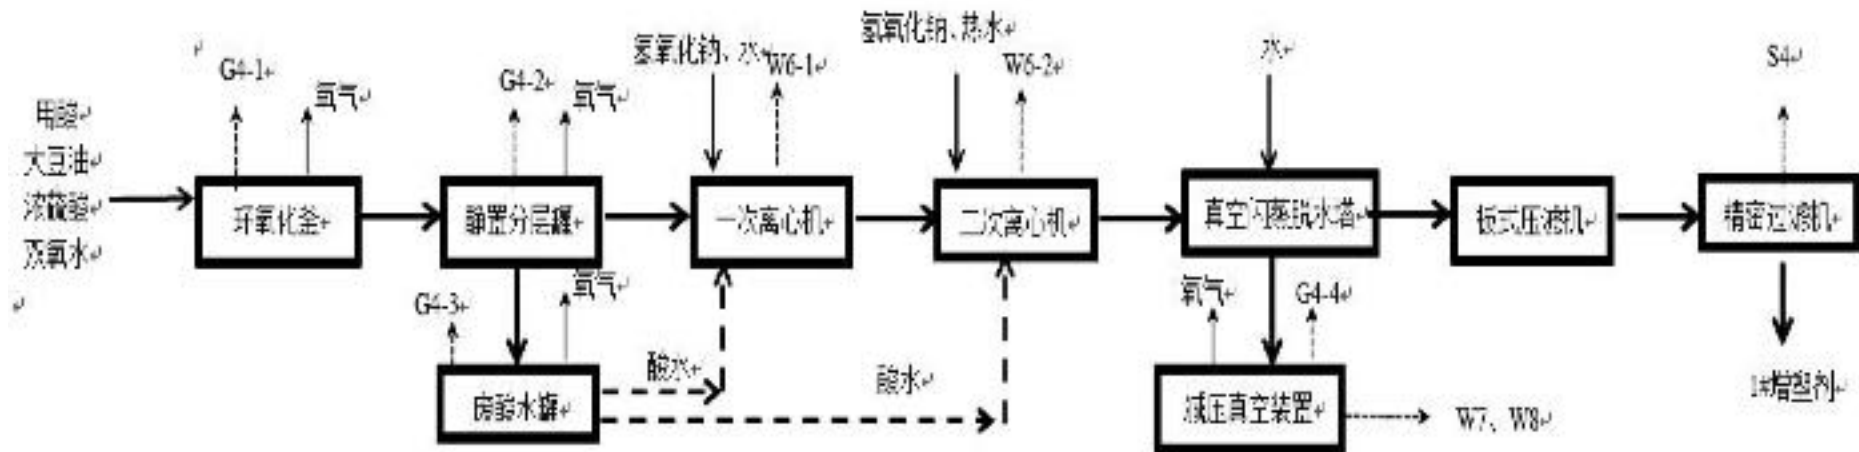 G4-1
氧气
G4-2
氧气
氢氧化钠、水
W6-1
氢氧化钠、热水
W6-2
水
S4
甲酸
大豆油
浓硫酸
双氧水
环氧化釜
静置分层罐
一次离心机
二次离心机
真空闪蒸脱水塔
板式压滤机
精密过滤机
G4-3
氧气
氧气
G4-4
酸水
酸水
废酸水罐
减压真空装置
W7、W8
1#增塑剂